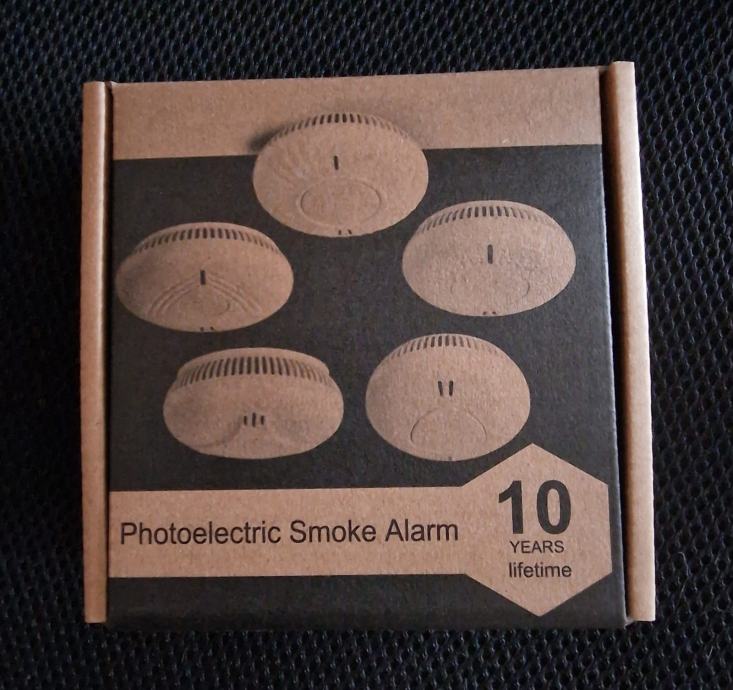 Photoelectric Smoke Alarm
10
YEARS
lifetime